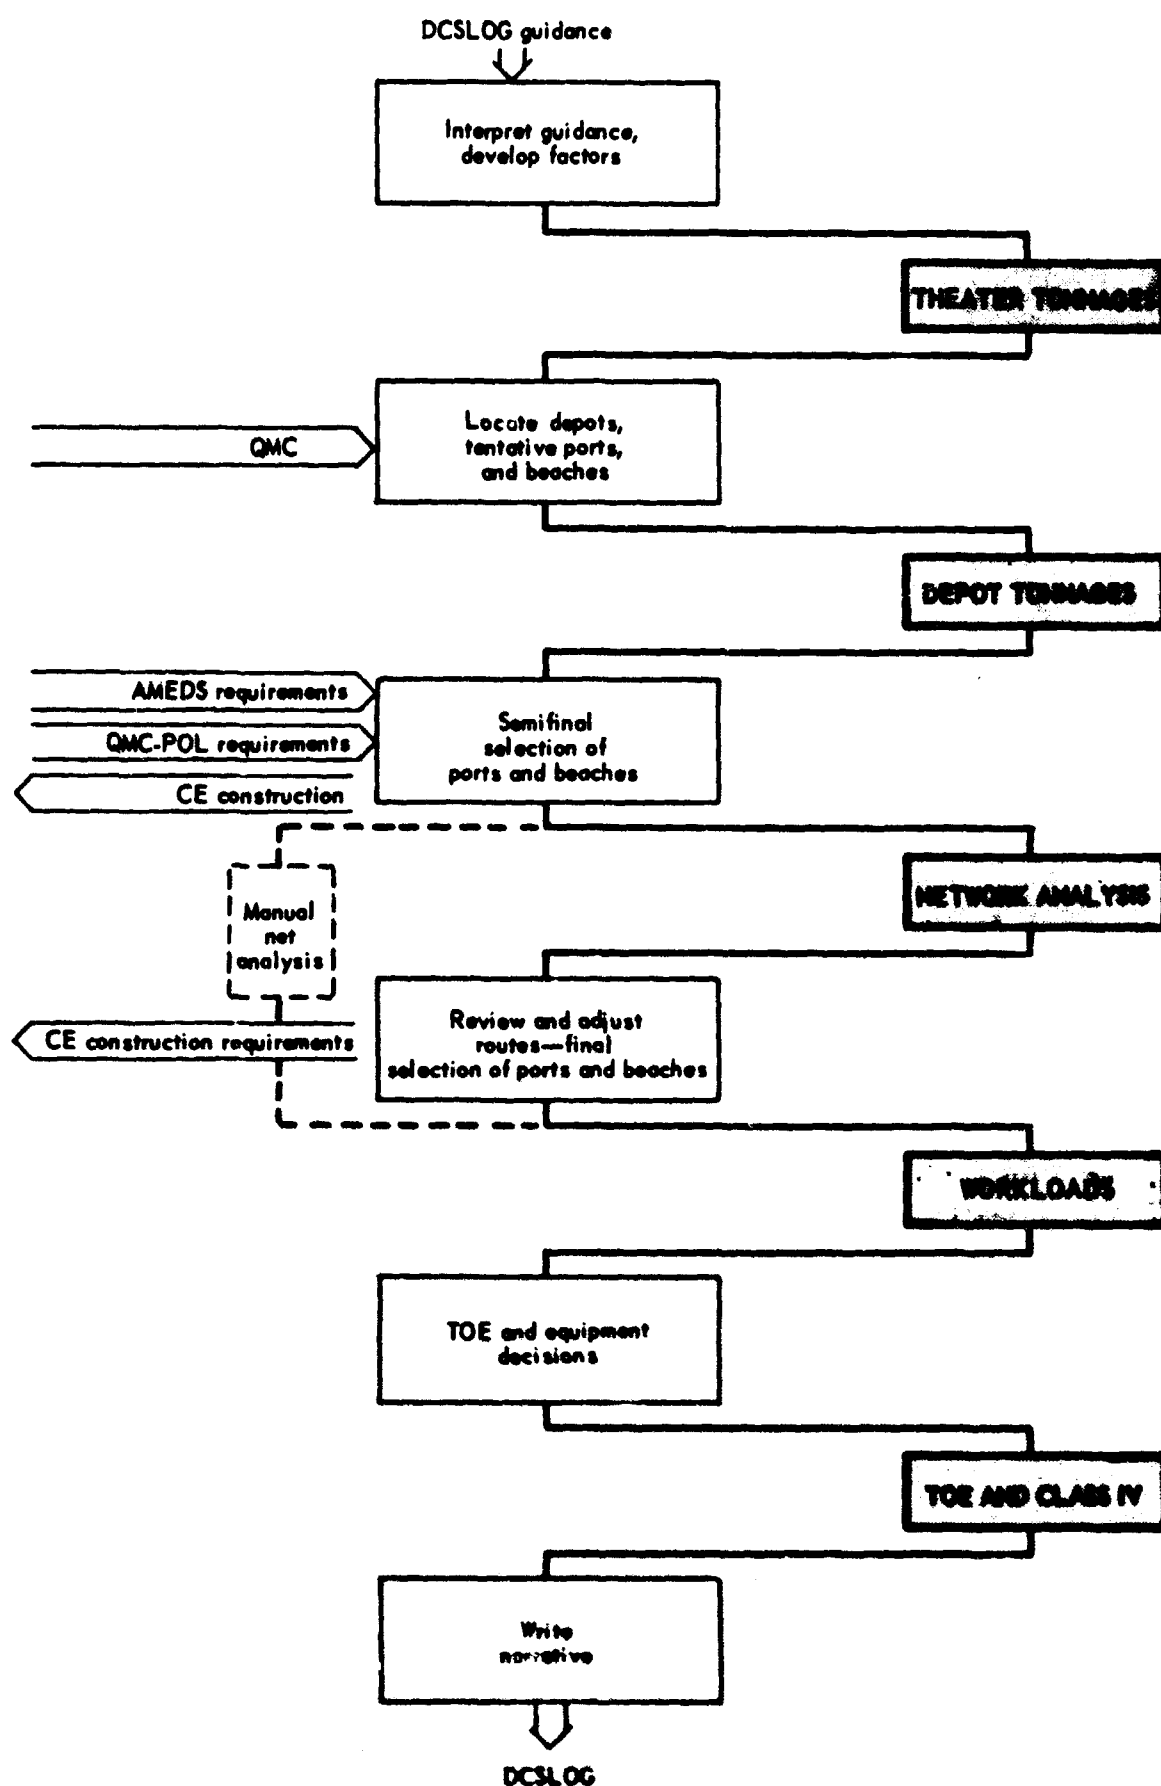 DCSLOG guidance
Interpret guidance,
develop factors
THEATER TONNAGES
QMC
Locate depots,
tentative ports,
and beaches
DEPOT TONNAGES
AMEDS requirements
QMC-POL requirements
CE construction
Semifinal
selection of
ports and beaches
NETWORK ANALYSIS
Manual
net
analysis
CE construction requirements
Review and adjust
routes—final
selection of ports and beaches
WORKLOADS
TOE and equipment
decisions
TOE AND CLASS IV
Write
narrative
DCSLOG